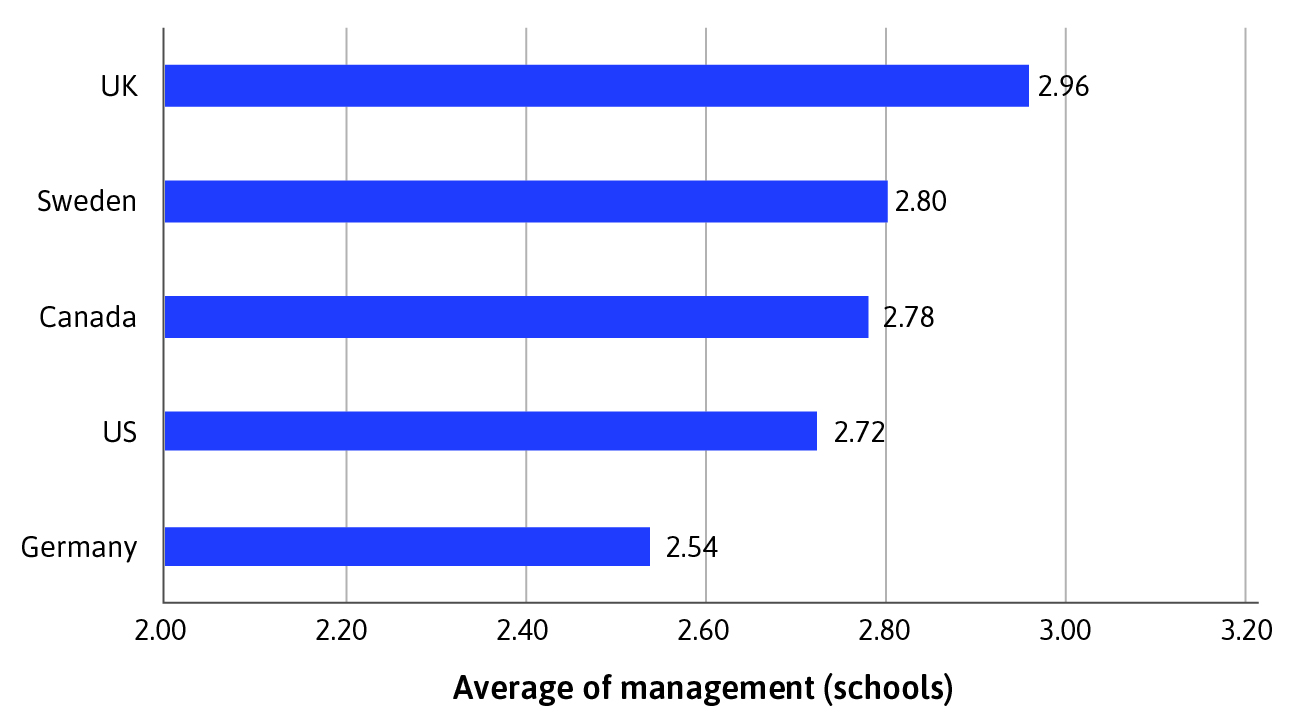 UK 2.96
Sweden 2.80
Canada 2.78
US 2.72
Germany 2.54
2.00 2.20 2.40 2.60 2.80 3.00 3.20
Average of management (schools)